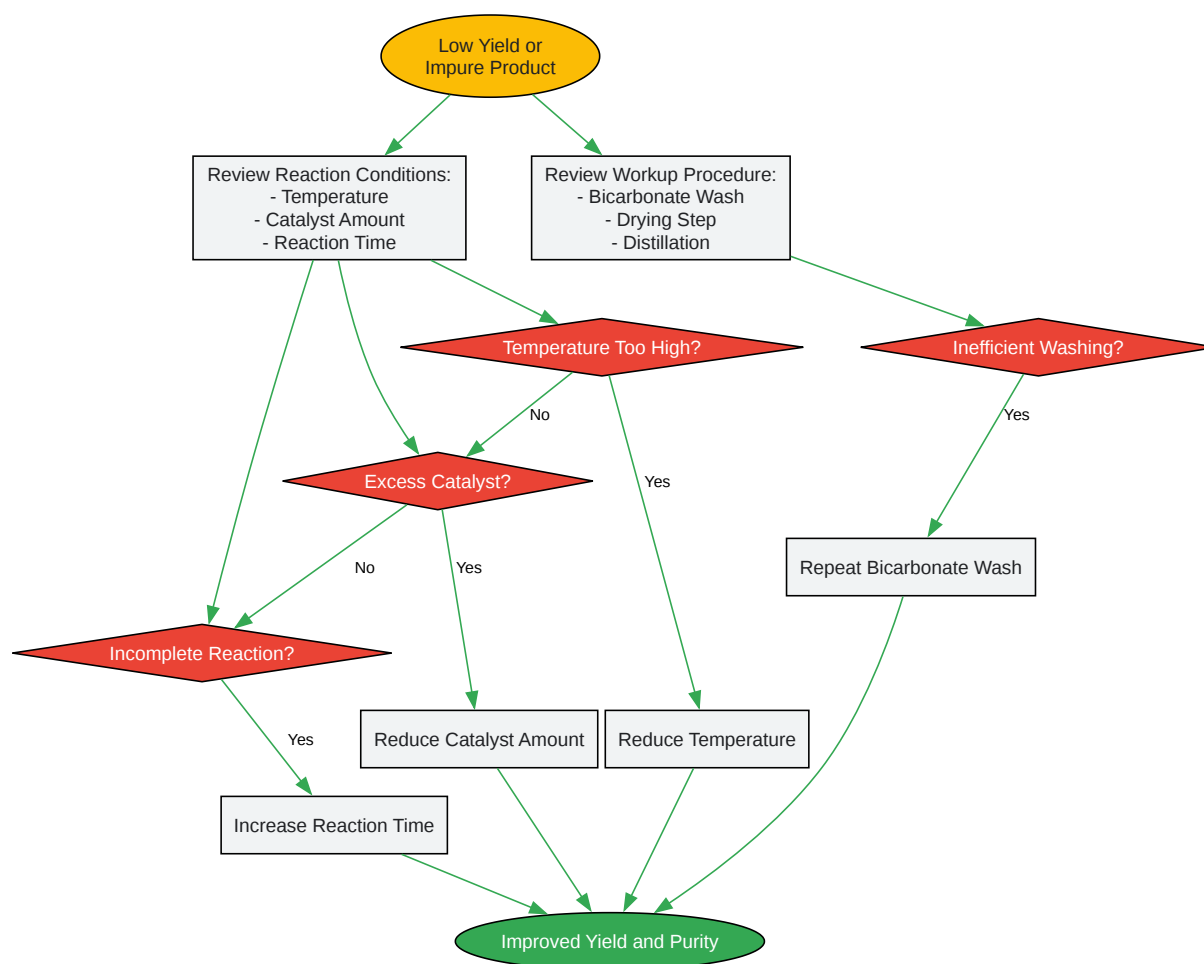 Low Yield or
Impure Product
Review Reaction Conditions:
- Temperature
- Catalyst Amount
- Reaction Time
Review Workup Procedure:
- Bicarbonate Wash
- Drying Step
- Distillation
Temperature Too High?
Inefficient Washing?
No
Yes
Excess Catalyst?
Yes
No
Yes
Repeat Bicarbonate Wash
Incomplete Reaction?
Yes
Reduce Catalyst Amount
Reduce Temperature
Increase Reaction Time
Improved Yield and Purity